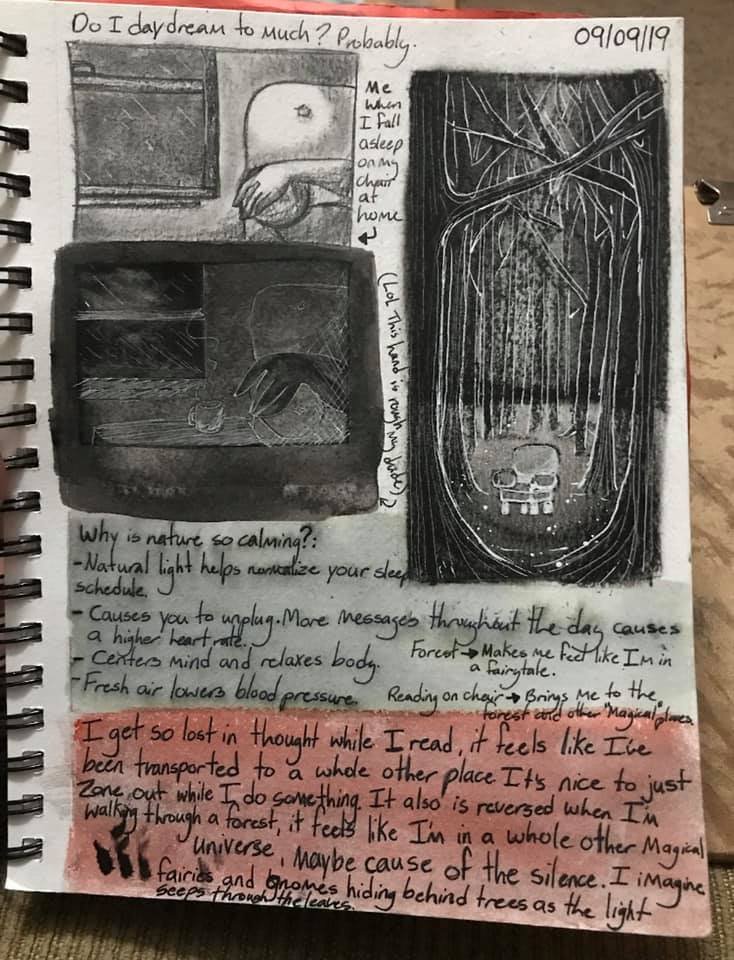 Do I daydream to Much? Probably.
09/09/19
Me
when
I fall
asleep
on my
chair
at
home
(LOL This hand is rough my dude)
Why is nature so calming?:
-Natural light helps normalize your sleep
schedule.
- Causes you to unplug. More messages throughout the day causes
a higher heart rate.
- Centers mind and relaxes body.
-Fresh air lowers blood pressure.
Forest → Makes me feel like I'm in
a fairytale.
Reading on chair → Brings Me to the
forest and other "Magical" places.
I get so lost in thought while I read, it feels like I've
been transported to a whole other place It's nice to just
Zone out while I do something. It also is reversed when I'm
walking through a forest, it feels like I'm in a whole other Magical
universe, Maybe cause of the silence. I iMagine
fairies and gnomes hiding behind trees as the light
seeps through the leaves.